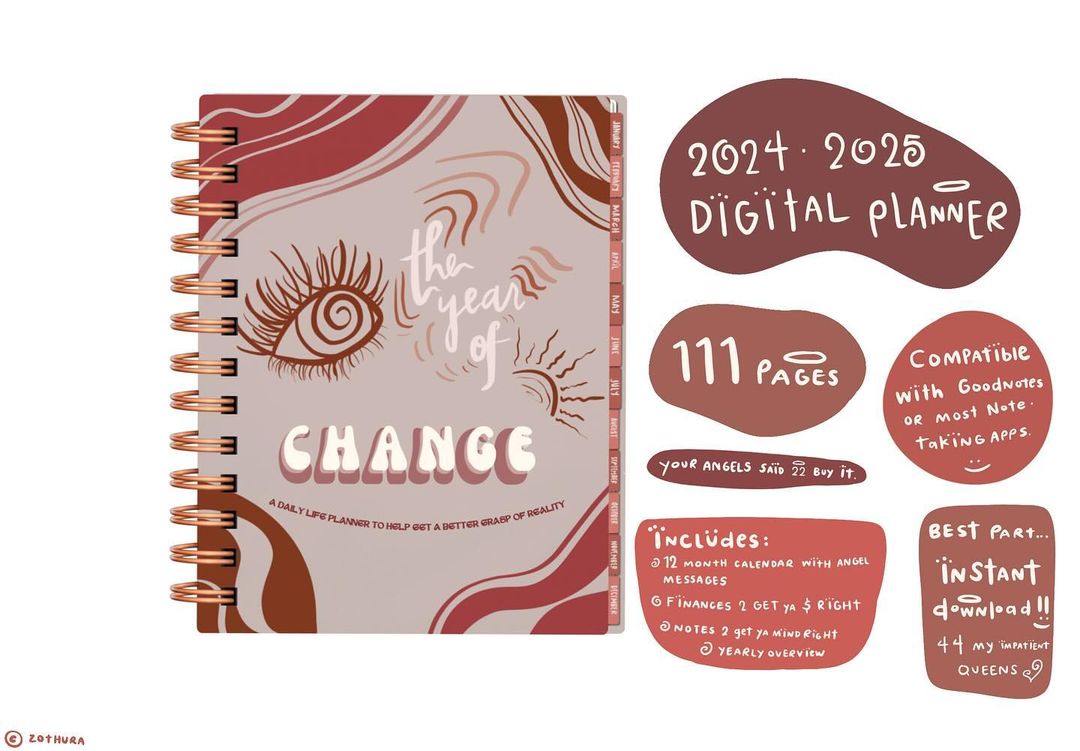 the
year
of
CHANGE
A DAILY LIFE PLANNER TO HELP GET A BETTER GRASP OF REALITY
JANUARY
FEBRUARY
MARCH
APRIL
MAY
JUNE
JULY
AUGUST
SEPTEMBER
OCTOBER
NOVEMBER
DECEMBER
2024 · 2025
DIGITAL PLANNER
111 PAGES
COMPATIBLE
WITH GOODNOTES
OR MOST NOTE·
TAKING APPS.
YOUR ANGELS SAID 22 BUY IT.
INCLUDES:
12 MONTH CALENDAR WITH ANGEL
MESSAGES
FINANCES 2 GET YA $ RIGHT
NOTES 2 get YA MIND RIGHT
YEARLY OVERVIEW
BEST PART...
INSTANT
download!!
44 MY IMPATIENT
QUEENS
© ZOTHURA